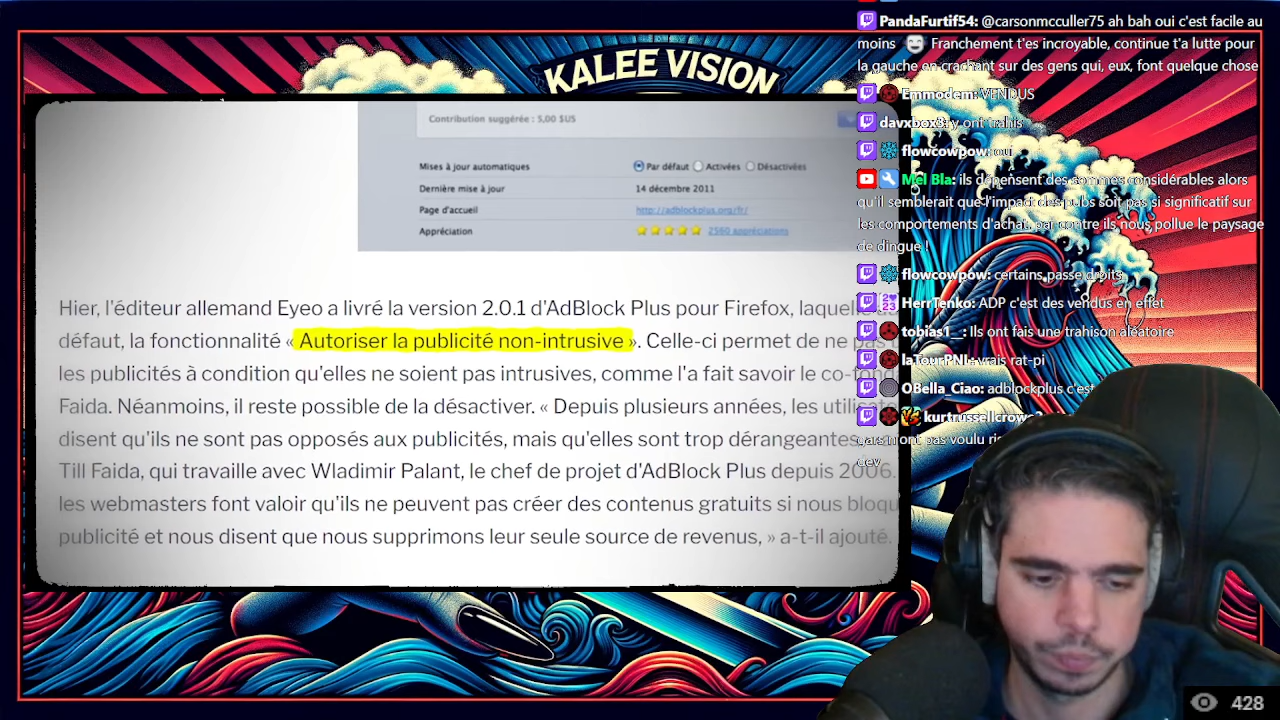 KALEE VISION
Contribution suggérée : 5,00 $US
Mises à jour automatiques Par défaut Activées Désactivées
Dernière mise à jour 14 décembre 2011
Page d'accueil http://adblockplus.org/fr/
Appréciation 2560 appréciations
Hier, l'éditeur allemand Eyeo a livré la version 2.0.1 d'AdBlock Plus pour Firefox,
défaut, la fonctionnalité « Autoriser la publicité non-intrusive ». Celle-ci permet de ne pas
les publicités à condition qu'elles ne soient pas intrusives, comme l'a fait savoir le
Faida. Néanmoins, il reste possible de la désactiver. « Depuis plusieurs années, les
disent qu'ils ne sont pas opposés aux publicités, mais qu'elles sont trop dérangeantes
Till Faida, qui travaille avec Wladimir Palant, le chef de projet d'AdBlock Plus depuis 2006.
les webmasters font valoir qu'ils ne peuvent pas créer des contenus gratuits si nous
publicité et nous disent que nous supprimons leur seule source de revenus, » a-t-il ajouté.
PandaFurtif54: @carsonmcculler75 ah bah oui c'est facile au
moins Franchement t'es incroyable, continue t'a lutte pour
la gauche en crachant sur des gens qui, eux, font quelque chose
Emmodem: VENDUS
davxbox3: y ont trahis
flowcowpow: oui
Mel Bla: ils dépensent des sommes considérables alors
qu'il semblerait que l'impact des pubs soit pas si significatif sur
les comportements d'achat, par contre ils nous pollue le paysage
de dingue !
flowcowpow: certains passe droits
HerrTenko: ADP c'est des vendus en effet
tobias1_: Ils ont fais une trahison aléatoire
laTourPNL: vrais rat-pi
OBella_Ciao: adblockplus c'est
pas voulu
dev
428